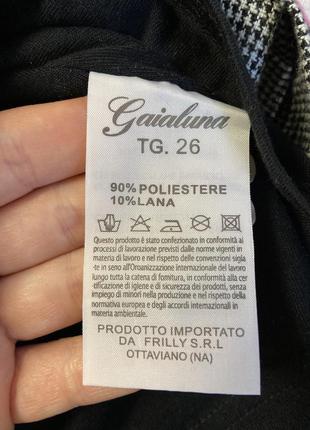 Gaialuna
TG. 26
90% POLIESTERE
10% LANA
Questo prodotto è stato confezionato in conformità ai
processi di lavorazione previsti dalle norme vigenti in
materia di lavoro e nel rispetto delle convenzioni sigla-
te in seno all'Oroanizzazione internazionale del lavoro
lungo tutta la catena di fomitura, in conformità alla cer
tificazione di igiene e di sicurezza dei prodotti, senza
impiego di minori nella produzione e nel rispetto della
normativa europea e degli accordi internazionali in
materia ambientale.
PRODOTTO IMPORTATO
DA FRILLY S.R.L
OTTAVIANO (NA)